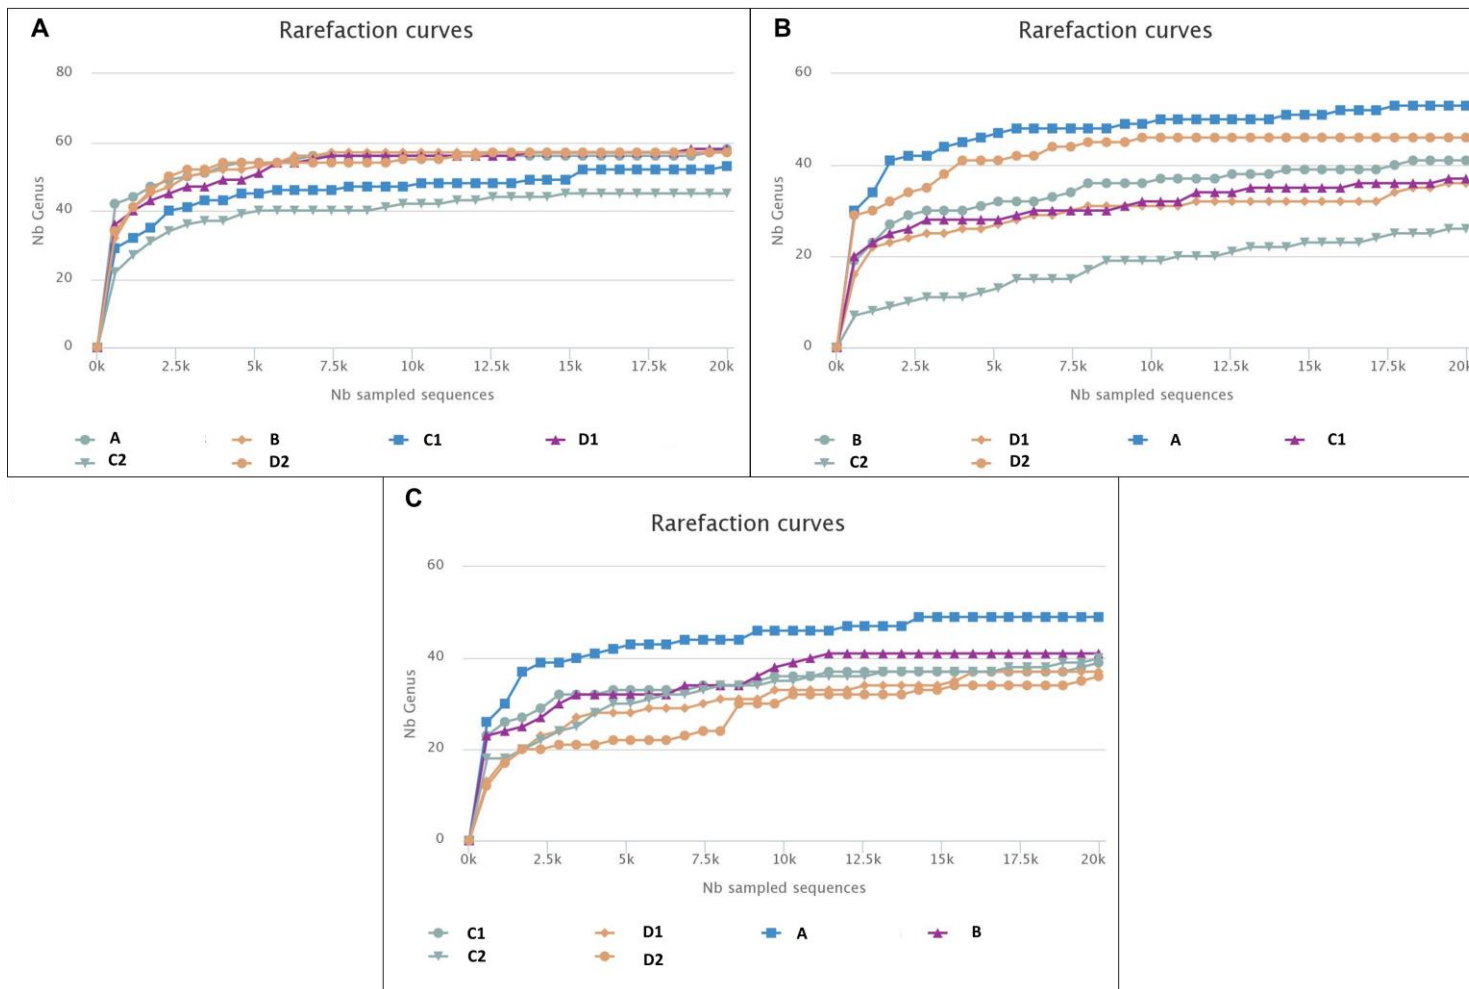 A
Rarefaction curves
80
60
40
20
0
Nb Genus
0k 2.5k 5k 7.5k 10k 12.5k 15k 17.5k 20k
Nb sampled sequences
A B C1 D1
C2 D2
B
Rarefaction curves
60
40
20
0
Nb Genus
0k 2.5k 5k 7.5k 10k 12.5k 15k 17.5k 20k
Nb sampled sequences
B D1 A C1
C2 D2
C
Rarefaction curves
60
40
20
0
Nb Genus
0k 2.5k 5k 7.5k 10k 12.5k 15k 17.5k 20k
Nb sampled sequences
C1 D1 A B
C2 D2